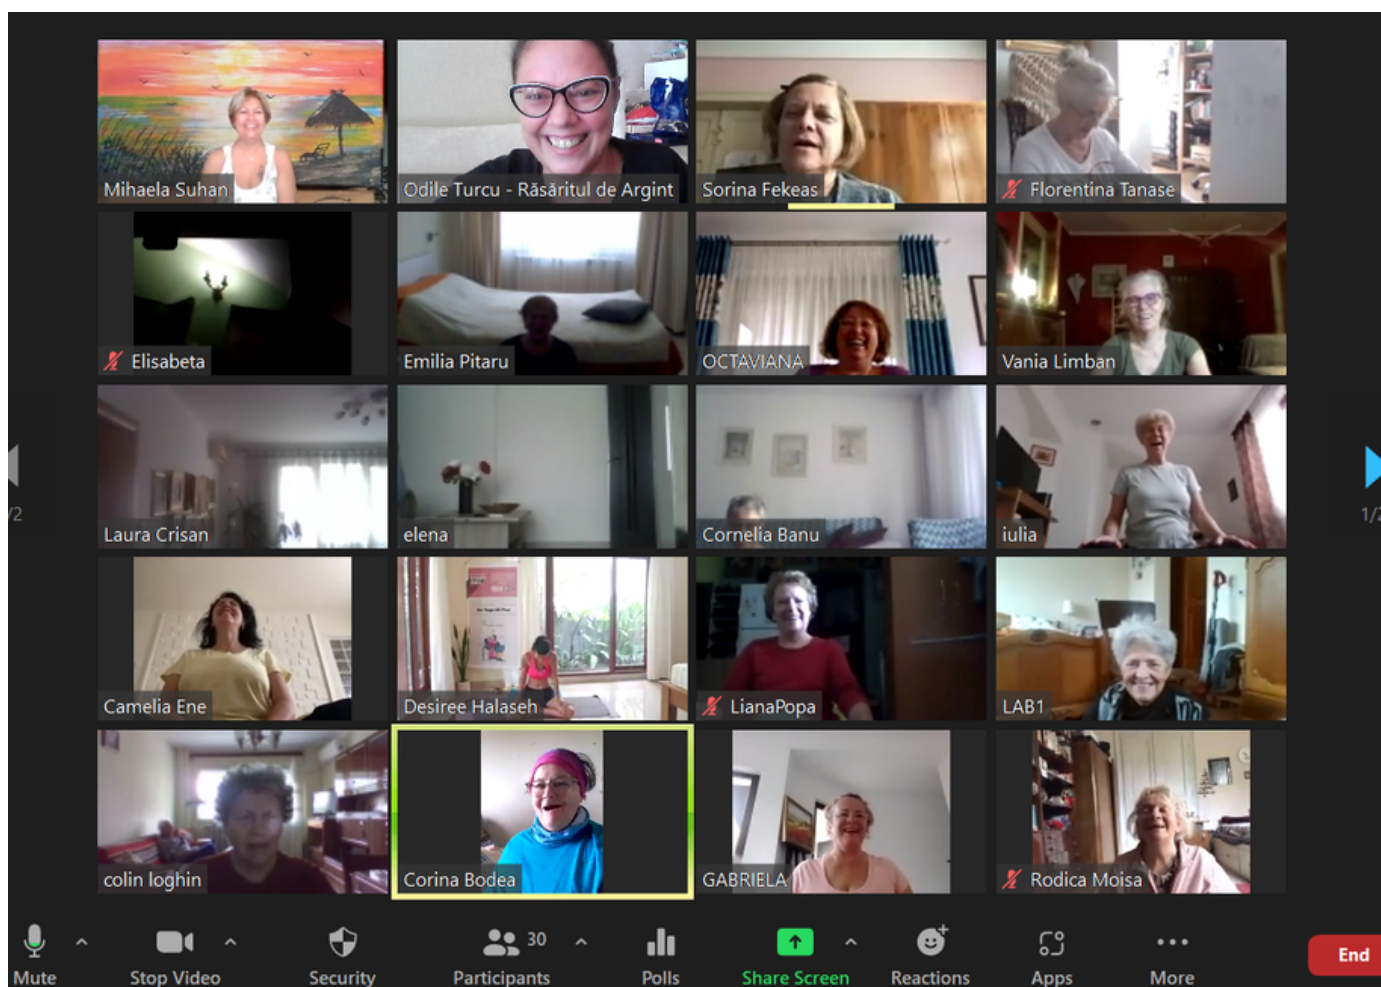 Mihaela Suhan
Odile Turcu - Răsăritul de Argint
Sorina Fekeas
Florentina Tanase
Elisabeta
Emilia Pitaru
OCTAVIANA
Vania Limban
/2
Laura Crisan
elena
Cornelia Banu
iulia
1/2
Camelia Ene
Desiree Halaseh
LianaPopa
LAB1
colin loghin
Corina Bodea
GABRIELA
Rodica Moisa
30
End
Mute
Stop Video
Security
Participants
Polls
Share Screen
Reactions
Apps
More